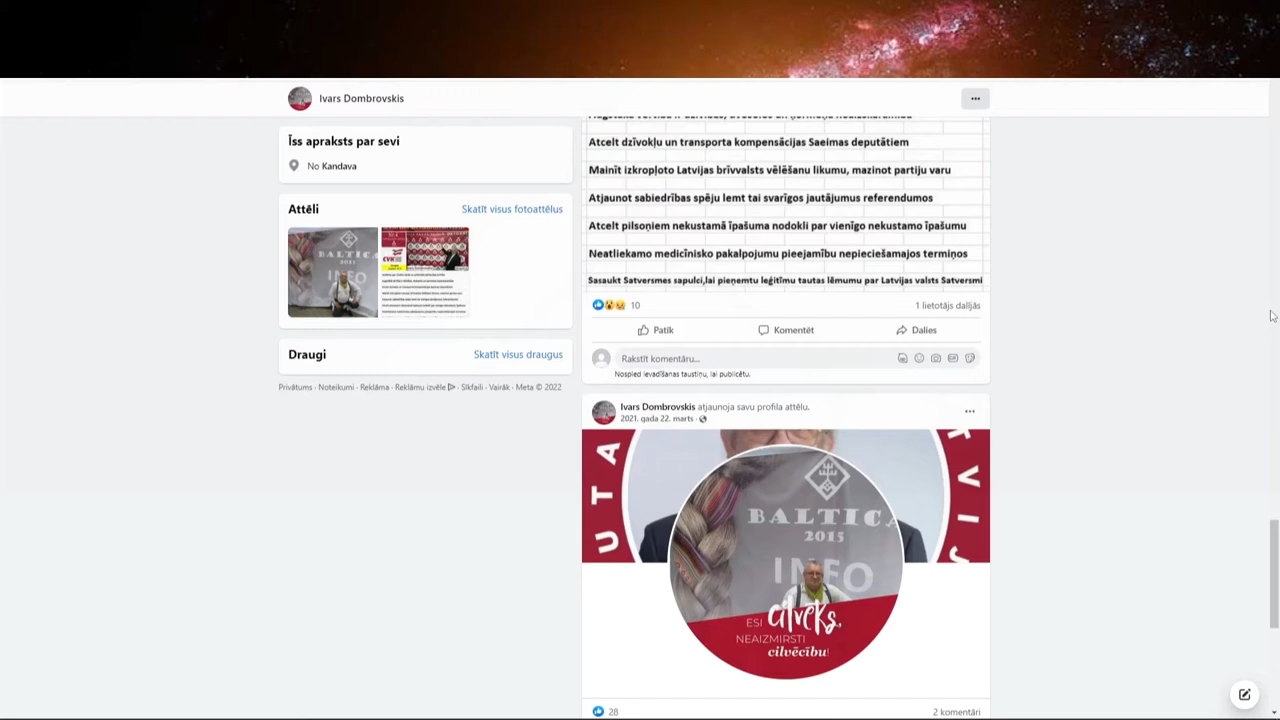 Ivars Dombrovskis
Īss apraksts par sevi
No Kandava
Attēli
Skatīt visus fotoattēlus
BALTICA
2015
INFO
Draugi
Skatīt visus draugus
Privātums · Noteikumi · Reklāma · Reklāmu izvēle · Sīkfaili · Vairāk · Meta © 2022
Atcelt dzīvokļu un transporta kompensācijas Saeimas deputātiem
Mainīt izkropļoto Latvijas brīvvalsts vēlēšanu likumu, mazinot partiju varu
Atjaunot sabiedrības spēju lemt tai svarīgos jautājumus referendumos
Atcelt pilsoņiem nekustamā īpašuma nodokli par vienīgo nekustamo īpašumu
Neatliekamo medicīnisko pakalpojumu pieejamību nepieciešamajos termiņos
Sasaukt Satversmes sapulci,lai pieņemtu leģitīmu tautas lēmumu par Latvijas valsts Satversmi
10
1 lietotājs dalījās
Patīk
Komentēt
Dalies
Rakstīt komentāru...
Nospied ievadīšanas taustiņu, lai publicētu.
Ivars Dombrovskis atjaunoja savu profila attēlu.
2021. gada 22. marts ·
UTA
TVIJ
BALTICA
2015
INFO
ESI cilvēks,
NEAIZMIRSTI
cilvēcību!
28
2 komentāri